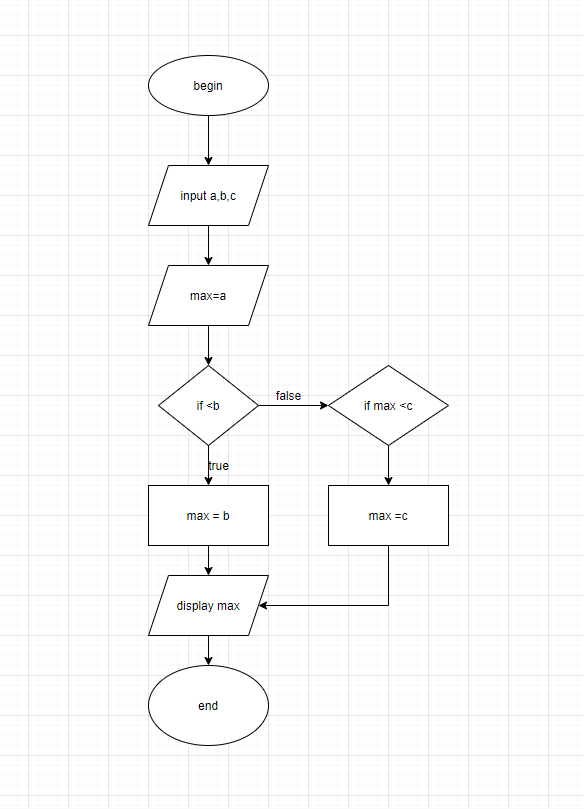 begin
input a,b,c
max=a
if <b
false
if max <c
true
max = b
max =c
display max
end